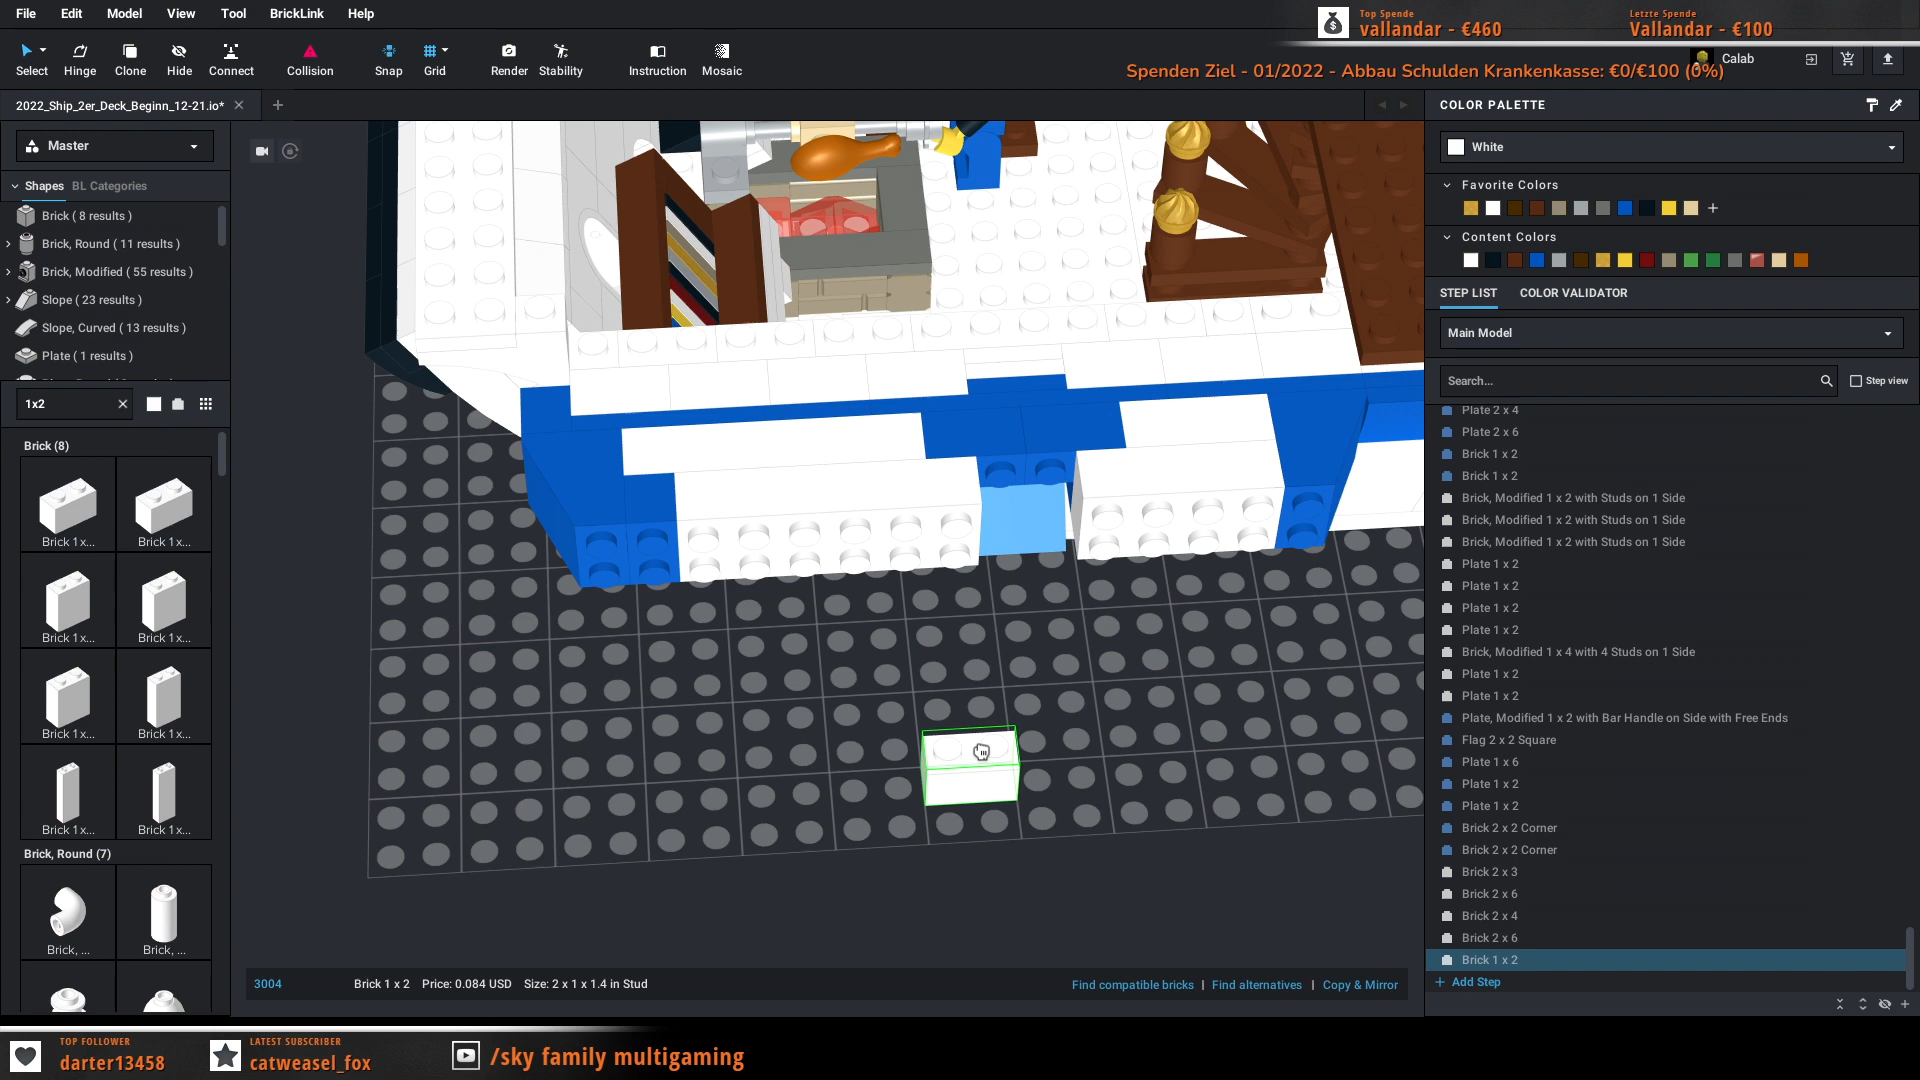 File Edit Model View Tool BrickLink Help
Top Spende
vallandar - €460
Letzte Spende
Vallandar - €100
Select Hinge Clone Hide Connect Collision Snap Grid Render Stability Instruction Mosaic
Calab
Spenden Ziel - 01/2022 - Abbau Schulden Krankenkasse: €0/€100 (0%)
2022_Ship_2er_Deck_Beginn_12-21.io*
Master
Shapes BL Categories
Brick ( 8 results )
Brick, Round ( 11 results )
Brick, Modified ( 55 results )
Slope ( 23 results )
Slope, Curved ( 13 results )
Plate ( 1 results )
1x2
Brick (8)
Brick 1x... Brick 1x...
Brick 1x... Brick 1x...
Brick 1x... Brick 1x...
Brick 1x... Brick 1x...
Brick, Round (7)
Brick, ... Brick, ...
3004 Brick 1 x 2 Price: 0.084 USD Size: 2 x 1 x 1.4 in Stud
Find compatible bricks | Find alternatives | Copy & Mirror
COLOR PALETTE
White
Favorite Colors
Content Colors
STEP LIST COLOR VALIDATOR
Main Model
Search...
Step view
Plate 2 x 4
Plate 2 x 6
Brick 1 x 2
Brick 1 x 2
Brick, Modified 1 x 2 with Studs on 1 Side
Brick, Modified 1 x 2 with Studs on 1 Side
Brick, Modified 1 x 2 with Studs on 1 Side
Plate 1 x 2
Plate 1 x 2
Plate 1 x 2
Plate 1 x 2
Brick, Modified 1 x 4 with 4 Studs on 1 Side
Plate 1 x 2
Plate 1 x 2
Plate, Modified 1 x 2 with Bar Handle on Side with Free Ends
Flag 2 x 2 Square
Plate 1 x 6
Plate 1 x 2
Plate 1 x 2
Brick 2 x 2 Corner
Brick 2 x 2 Corner
Brick 2 x 3
Brick 2 x 6
Brick 2 x 4
Brick 2 x 6
Brick 1 x 2
+ Add Step
TOP FOLLOWER
darter13458
LATEST SUBSCRIBER
catweasel_fox
/sky family multigaming